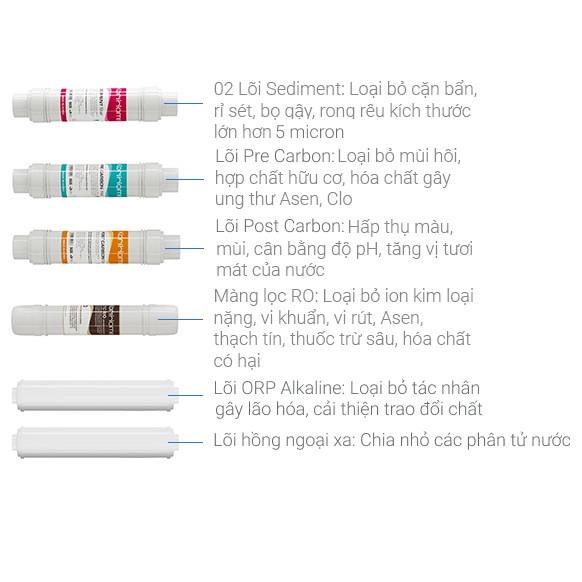 02 Lõi Sediment: Loại bỏ cặn bẩn,
rỉ sét, bọ gậy, rong rêu kích thước
lớn hơn 5 micron
Lõi Pre Carbon: Loại bỏ mùi hôi,
hợp chất hữu cơ, hóa chất gây
ung thư Asen, Clo
Lõi Post Carbon: Hấp thụ màu,
mùi, cân bằng độ pH, tăng vị tươi
mát của nước
Màng lọc RO: Loại bỏ ion kim loại
nặng, vi khuẩn, vi rút, Asen,
thạch tín, thuốc trừ sâu, hóa chất
có hại
Lõi ORP Alkaline: Loại bỏ tác nhân
gây lão hóa, cải thiện trao đổi chất
Lõi hồng ngoại xa: Chia nhỏ các phân tử nước